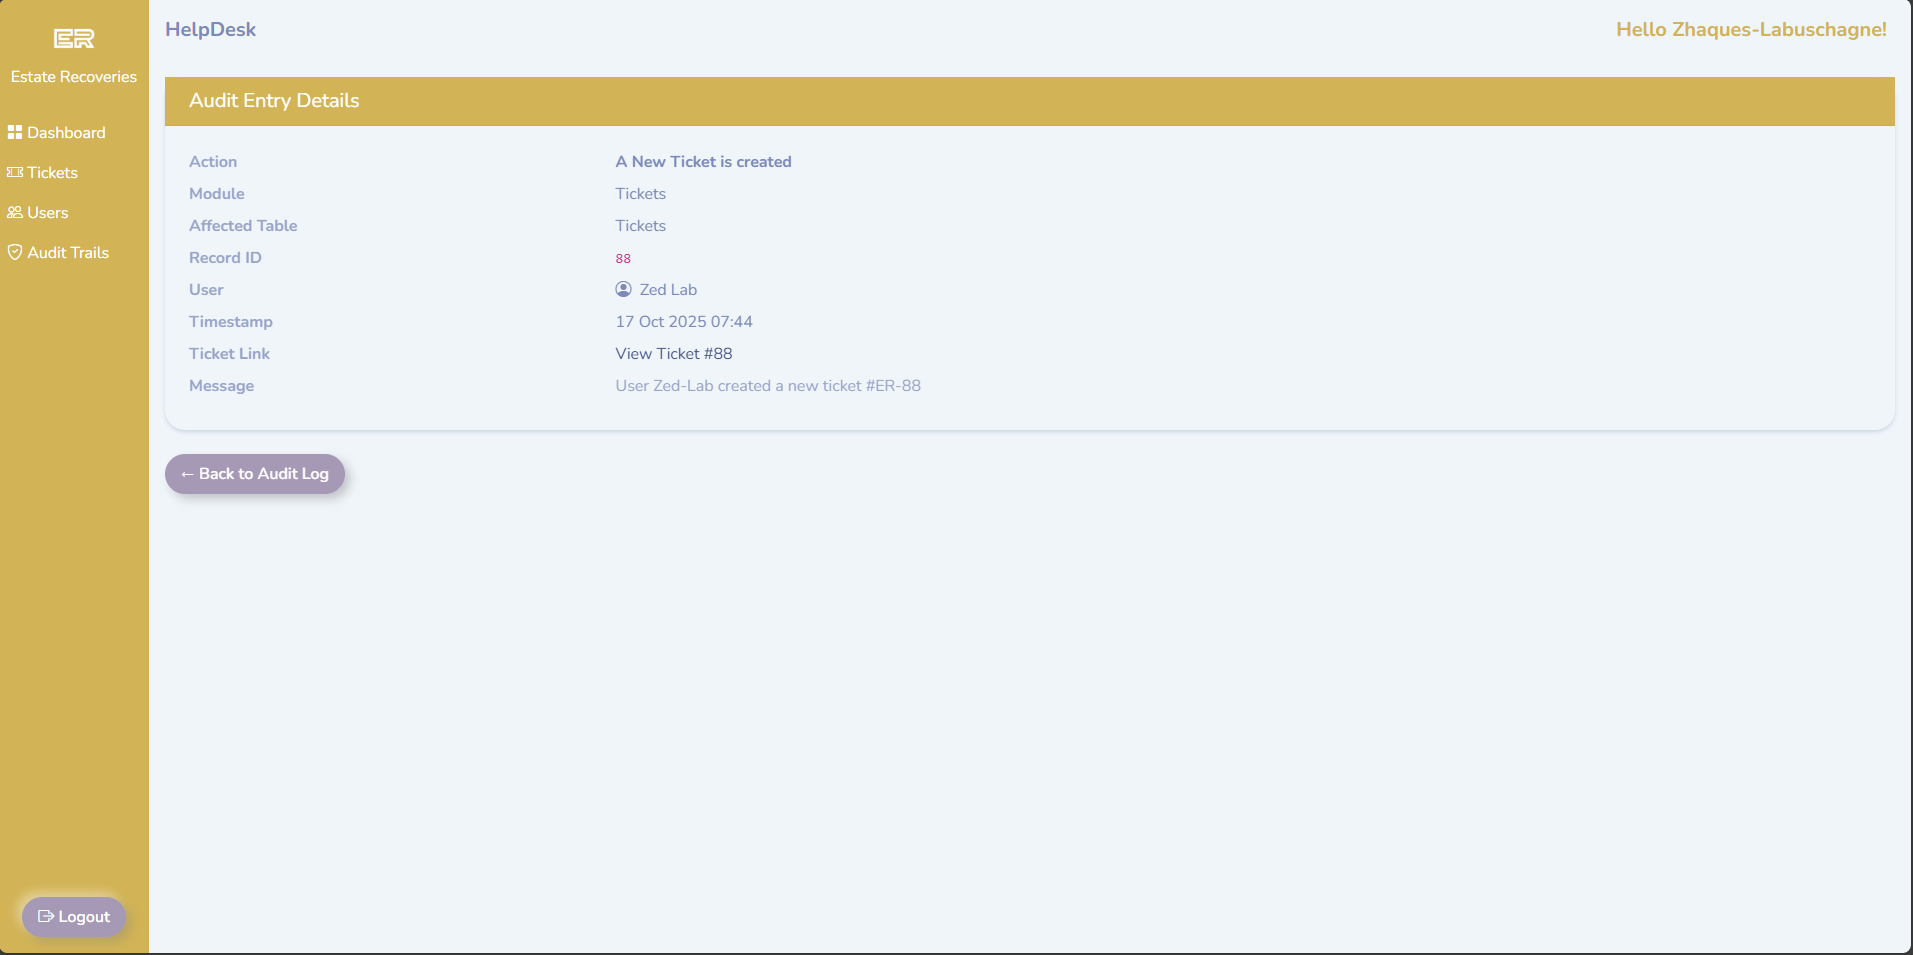 ER
Estate Recoveries
Dashboard
Tickets
Users
Audit Trails
Logout
HelpDesk
Hello Zhaques-Labuschagne!
Audit Entry Details
Action A New Ticket is created
Module Tickets
Affected Table Tickets
Record ID 88
User Zed Lab
Timestamp 17 Oct 2025 07:44
Ticket Link View Ticket #88
Message User Zed-Lab created a new ticket #ER-88
← Back to Audit Log